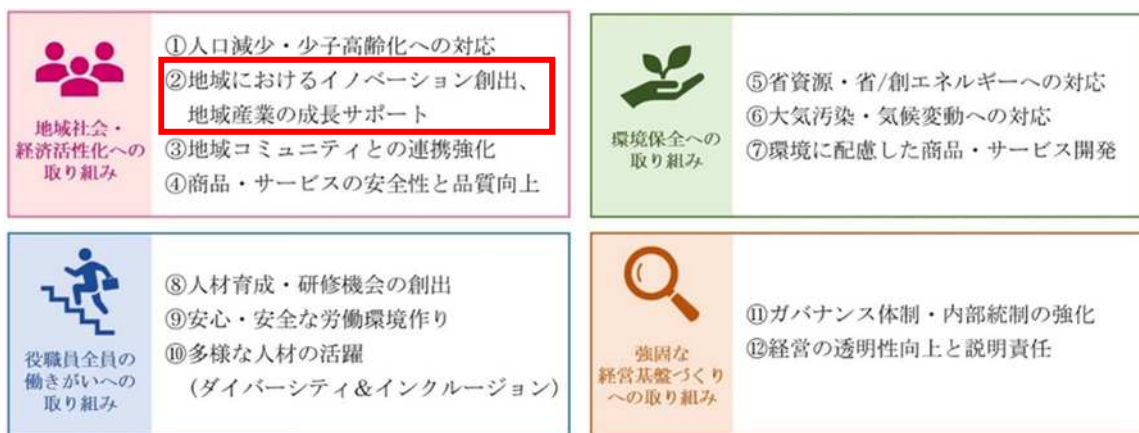 地域社会・
経済活性化への
取り組み
①人口減少・少子高齢化への対応
②地域におけるイノベーション創出、
地域産業の成長サポート
③地域コミュニティとの連携強化
④商品・サービスの安全性と品質向上
環境保全への
取り組み
⑤省資源・省/創エネルギーへの対応
⑥大気汚染・気候変動への対応
⑦環境に配慮した商品・サービス開発
役職員全員の
働きがいへの
取り組み
⑧人材育成・研修機会の創出
⑨安心・安全な労働環境作り
⑩多様な人材の活躍
(ダイバーシティ&インクルージョン)
強固な
経営基盤づくり
への取り組み
⑪ガバナンス体制・内部統制の強化
⑫経営の透明性向上と説明責任